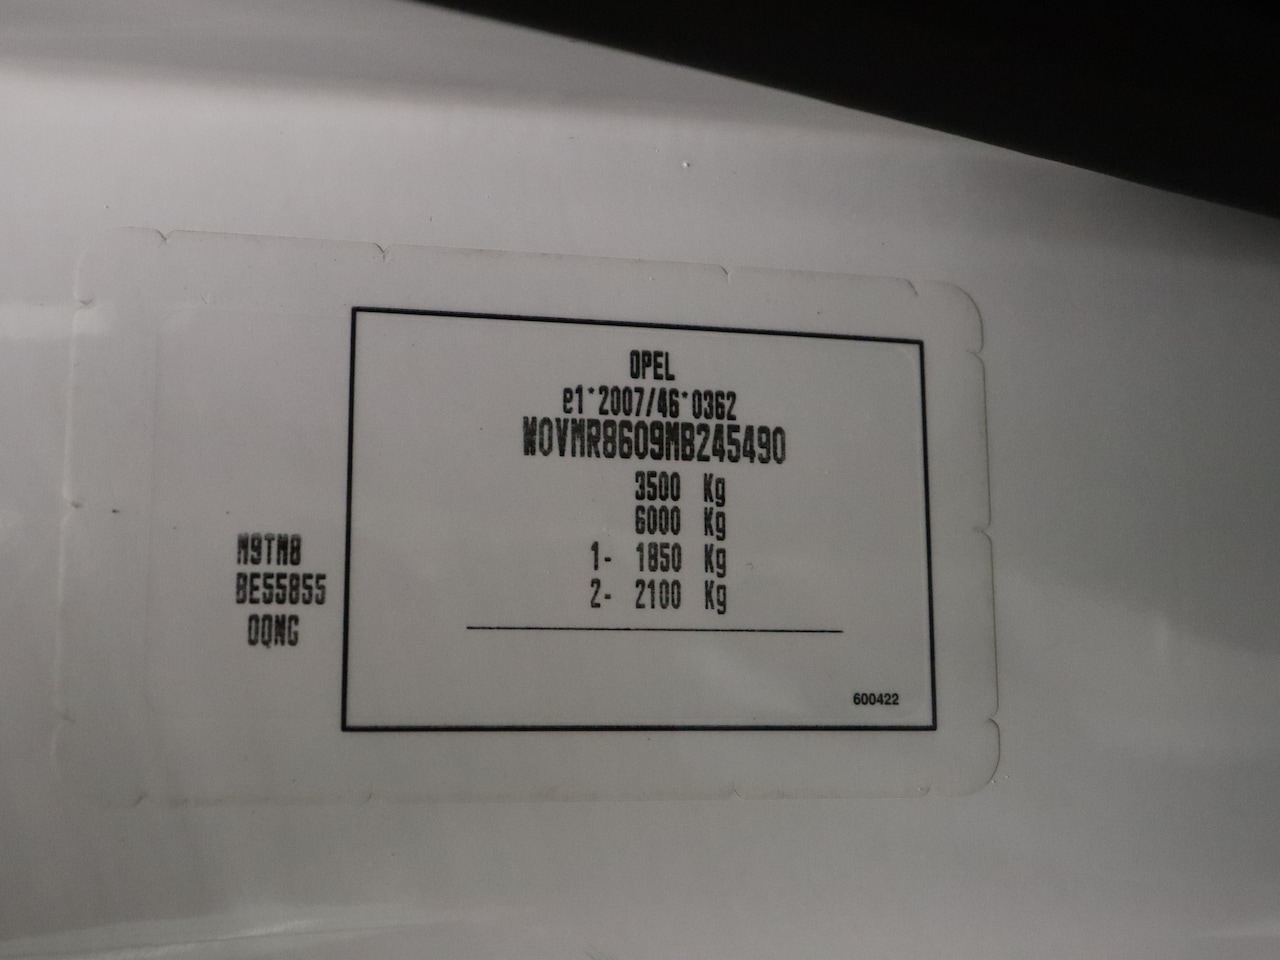 OPEL
e1*2007/46*0362
W0VMR8609MB245490
3500 Kg
6000 Kg
1- 1850 Kg
2- 2100 Kg
600422
M9TM8
BE55855
0QNG